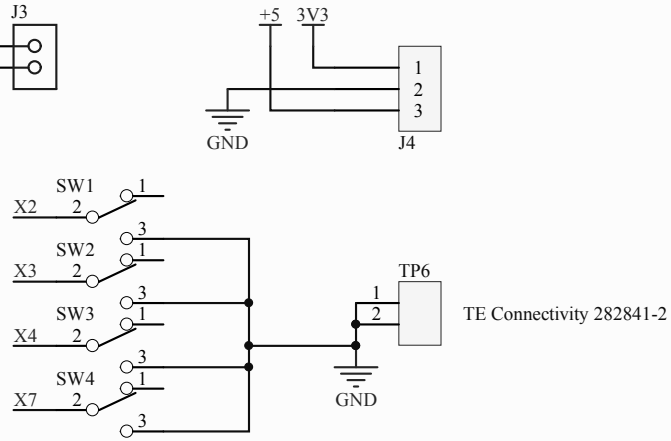 J3
+5 3V3
1
2
3
GND
J4
SW1
1
X2 2
3
SW2
1
X3 2
3
SW3
1
X4 2
3
SW4
1
X7 2
3
TP6
1
2
TE Connectivity 282841-2
GND